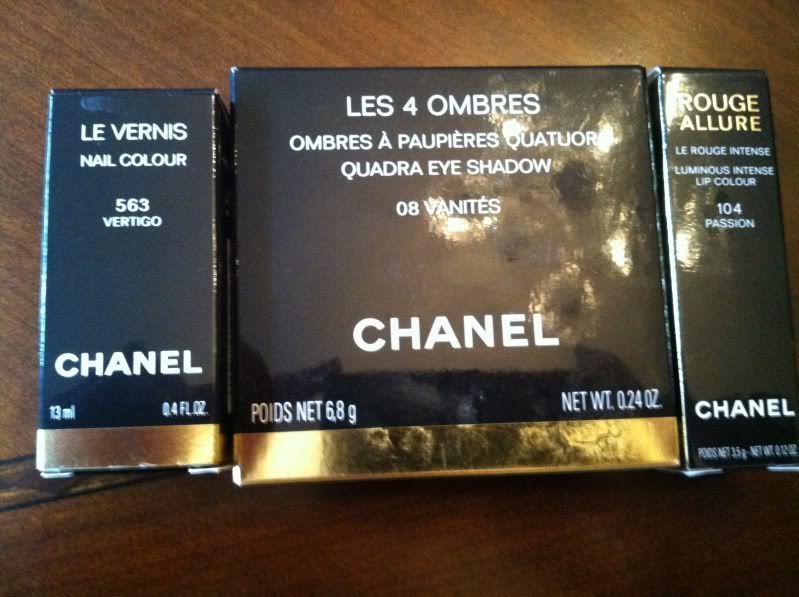 LE VERNIS
NAIL COLOUR
563
VERTIGO
CHANEL
13 ml 0.4 FL.OZ.
LES 4 OMBRES
OMBRES À PAUPIÈRES QUATUOR
QUADRA EYE SHADOW
08 VANITÉS
CHANEL
POIDS NET 6,8 g NET WT. 0.24 OZ.
ROUGE
ALLURE
LE ROUGE INTENSE
LUMINOUS INTENSE
LIP COLOUR
104
PASSION
CHANEL
POIDS NET 3.5 g - NET WT. 0.12 OZ.